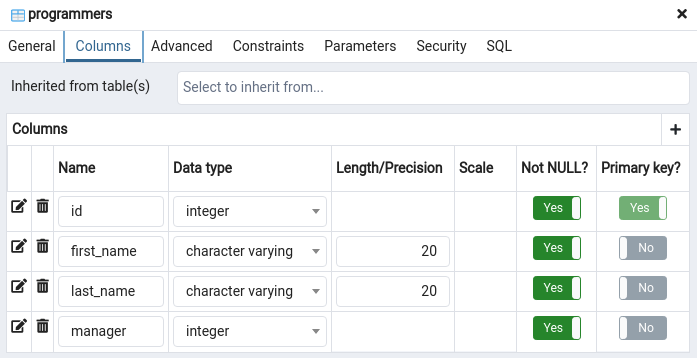 programmers
General Columns Advanced Constraints Parameters Security SQL
Inherited from table(s) Select to inherit from...
Columns
Name Data type Length/Precision Scale Not NULL? Primary key?
id integer Yes Yes
first_name character varying 20 Yes No
last_name character varying 20 Yes No
manager integer Yes No